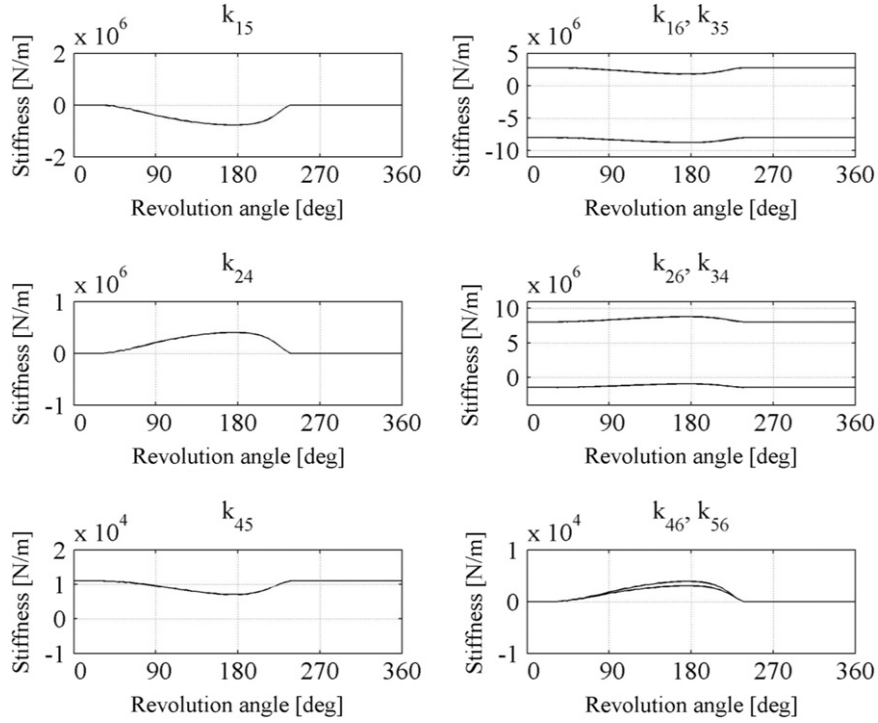 k15
x 10^6
Stiffness [N/m]
2
0
-2
0 90 180 270 360
Revolution angle [deg]
k16, k35
x 10^6
Stiffness [N/m]
5
0
-5
-10
0 90 180 270 360
Revolution angle [deg]
k24
x 10^6
Stiffness [N/m]
1
0
-1
0 90 180 270 360
Revolution angle [deg]
k26, k34
x 10^6
Stiffness [N/m]
10
5
0
0 90 180 270 360
Revolution angle [deg]
k45
x 10^4
Stiffness [N/m]
2
1
0
-1
0 90 180 270 360
Revolution angle [deg]
k46, k56
x 10^4
Stiffness [N/m]
1
0
-1
0 90 180 270 360
Revolution angle [deg]